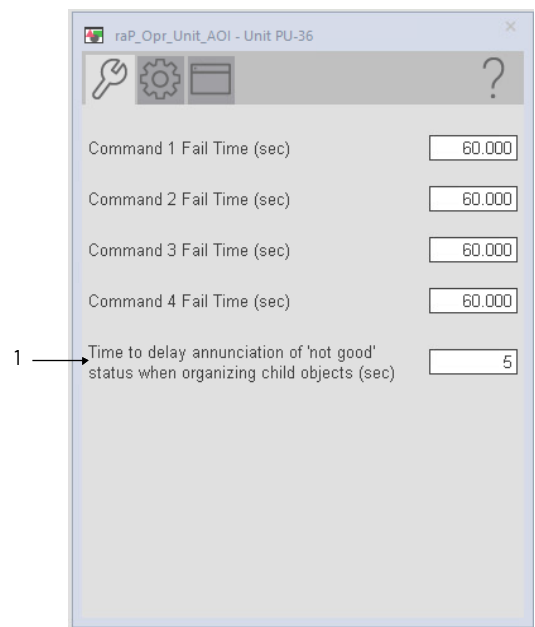 raP_Opr_Unit_AOI - Unit PU-36
?
Command 1 Fail Time (sec) 60.000
Command 2 Fail Time (sec) 60.000
Command 3 Fail Time (sec) 60.000
Command 4 Fail Time (sec) 60.000
1
Time to delay annunciation of 'not good'
status when organizing child objects (sec) 5